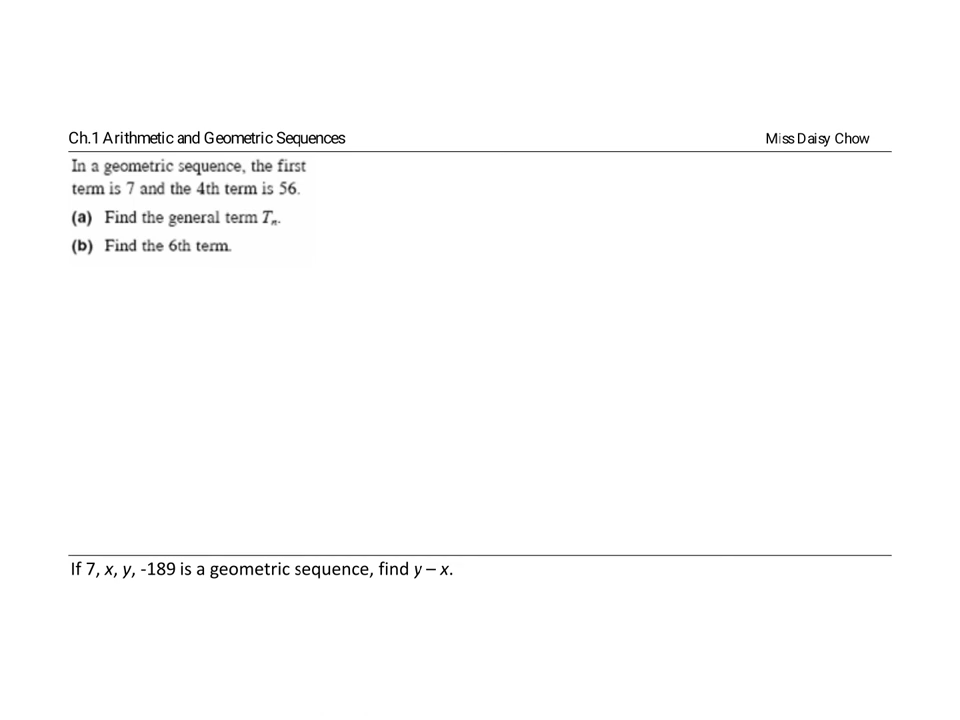 Ch.1 Arithmetic and Geometric Sequences
Miss Daisy Chow
In a geometric sequence, the first
term is 7 and the 4th term is 56.
(a) Find the general term Tₙ.
(b) Find the 6th term.
If 7, x, y, -189 is a geometric sequence, find y – x.